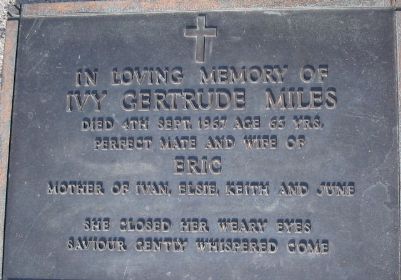 IN LOVING MEMORY OF
IVY GERTRUDE MILES
DIED 4TH SEPT. 1967 AGE 63 YRS.
PERFECT MATE AND WIFE OF
ERIC
MOTHER OF IVAN, ELSIE, KEITH AND JUNE
SHE CLOSED HER WEARY EYES
SAVIOUR GENTLY WHISPERED COME